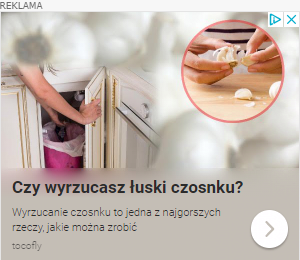 REKLAMA
Czy wyrzucasz łuski czosnku?
Wyrzucanie czosnku to jedna z najgorszych
rzeczy, jakie można zrobić
tocofly